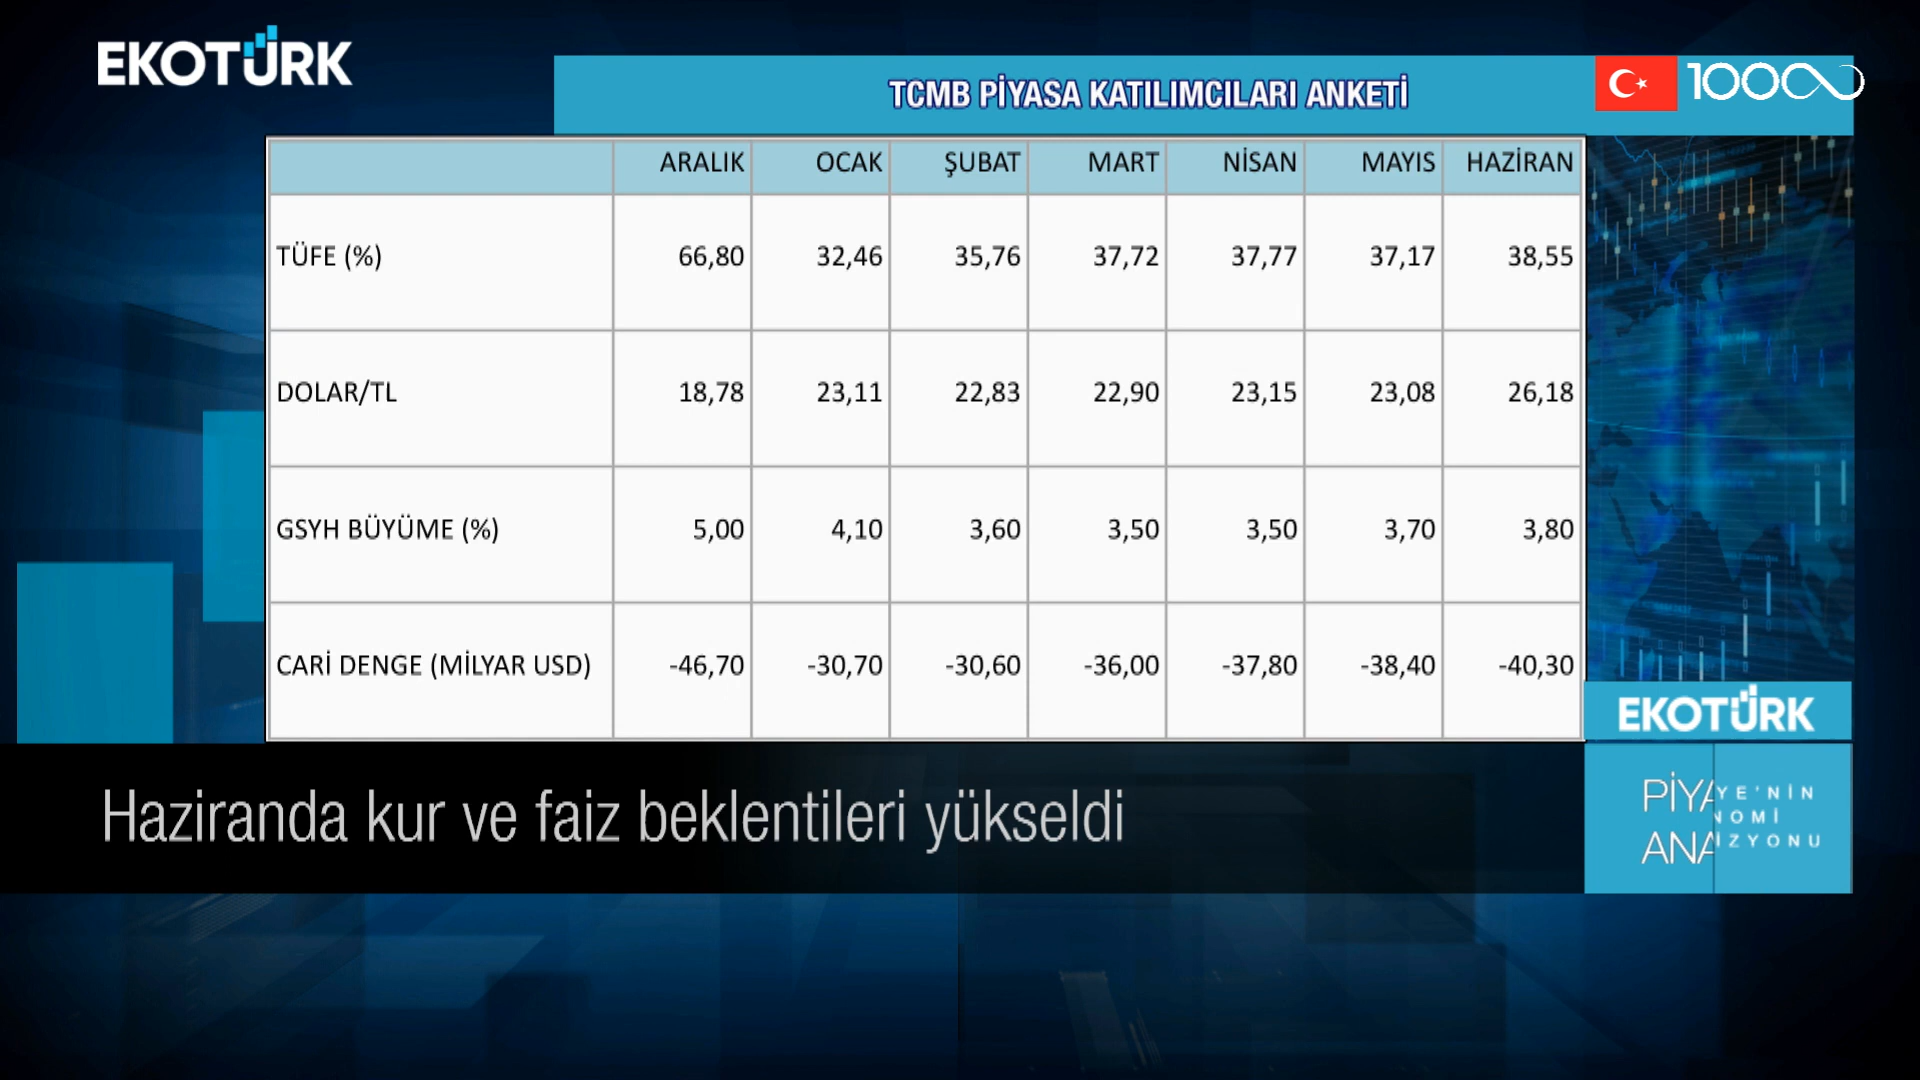 EKOTÜRK
TCMB PİYASA KATILIMCILARI ANKETİ
100
ARALIK OCAK ŞUBAT MART NİSAN MAYIS HAZİRAN
TÜFE (%) 66,80 32,46 35,76 37,72 37,77 37,17 38,55
DOLAR/TL 18,78 23,11 22,83 22,90 23,15 23,08 26,18
GSYH BÜYÜME (%) 5,00 4,10 3,60 3,50 3,50 3,70 3,80
CARİ DENGE (MİLYAR USD) -46,70 -30,70 -30,60 -36,00 -37,80 -38,40 -40,30
EKOTÜRK
Haziranda kur ve faiz beklentileri yükseldi